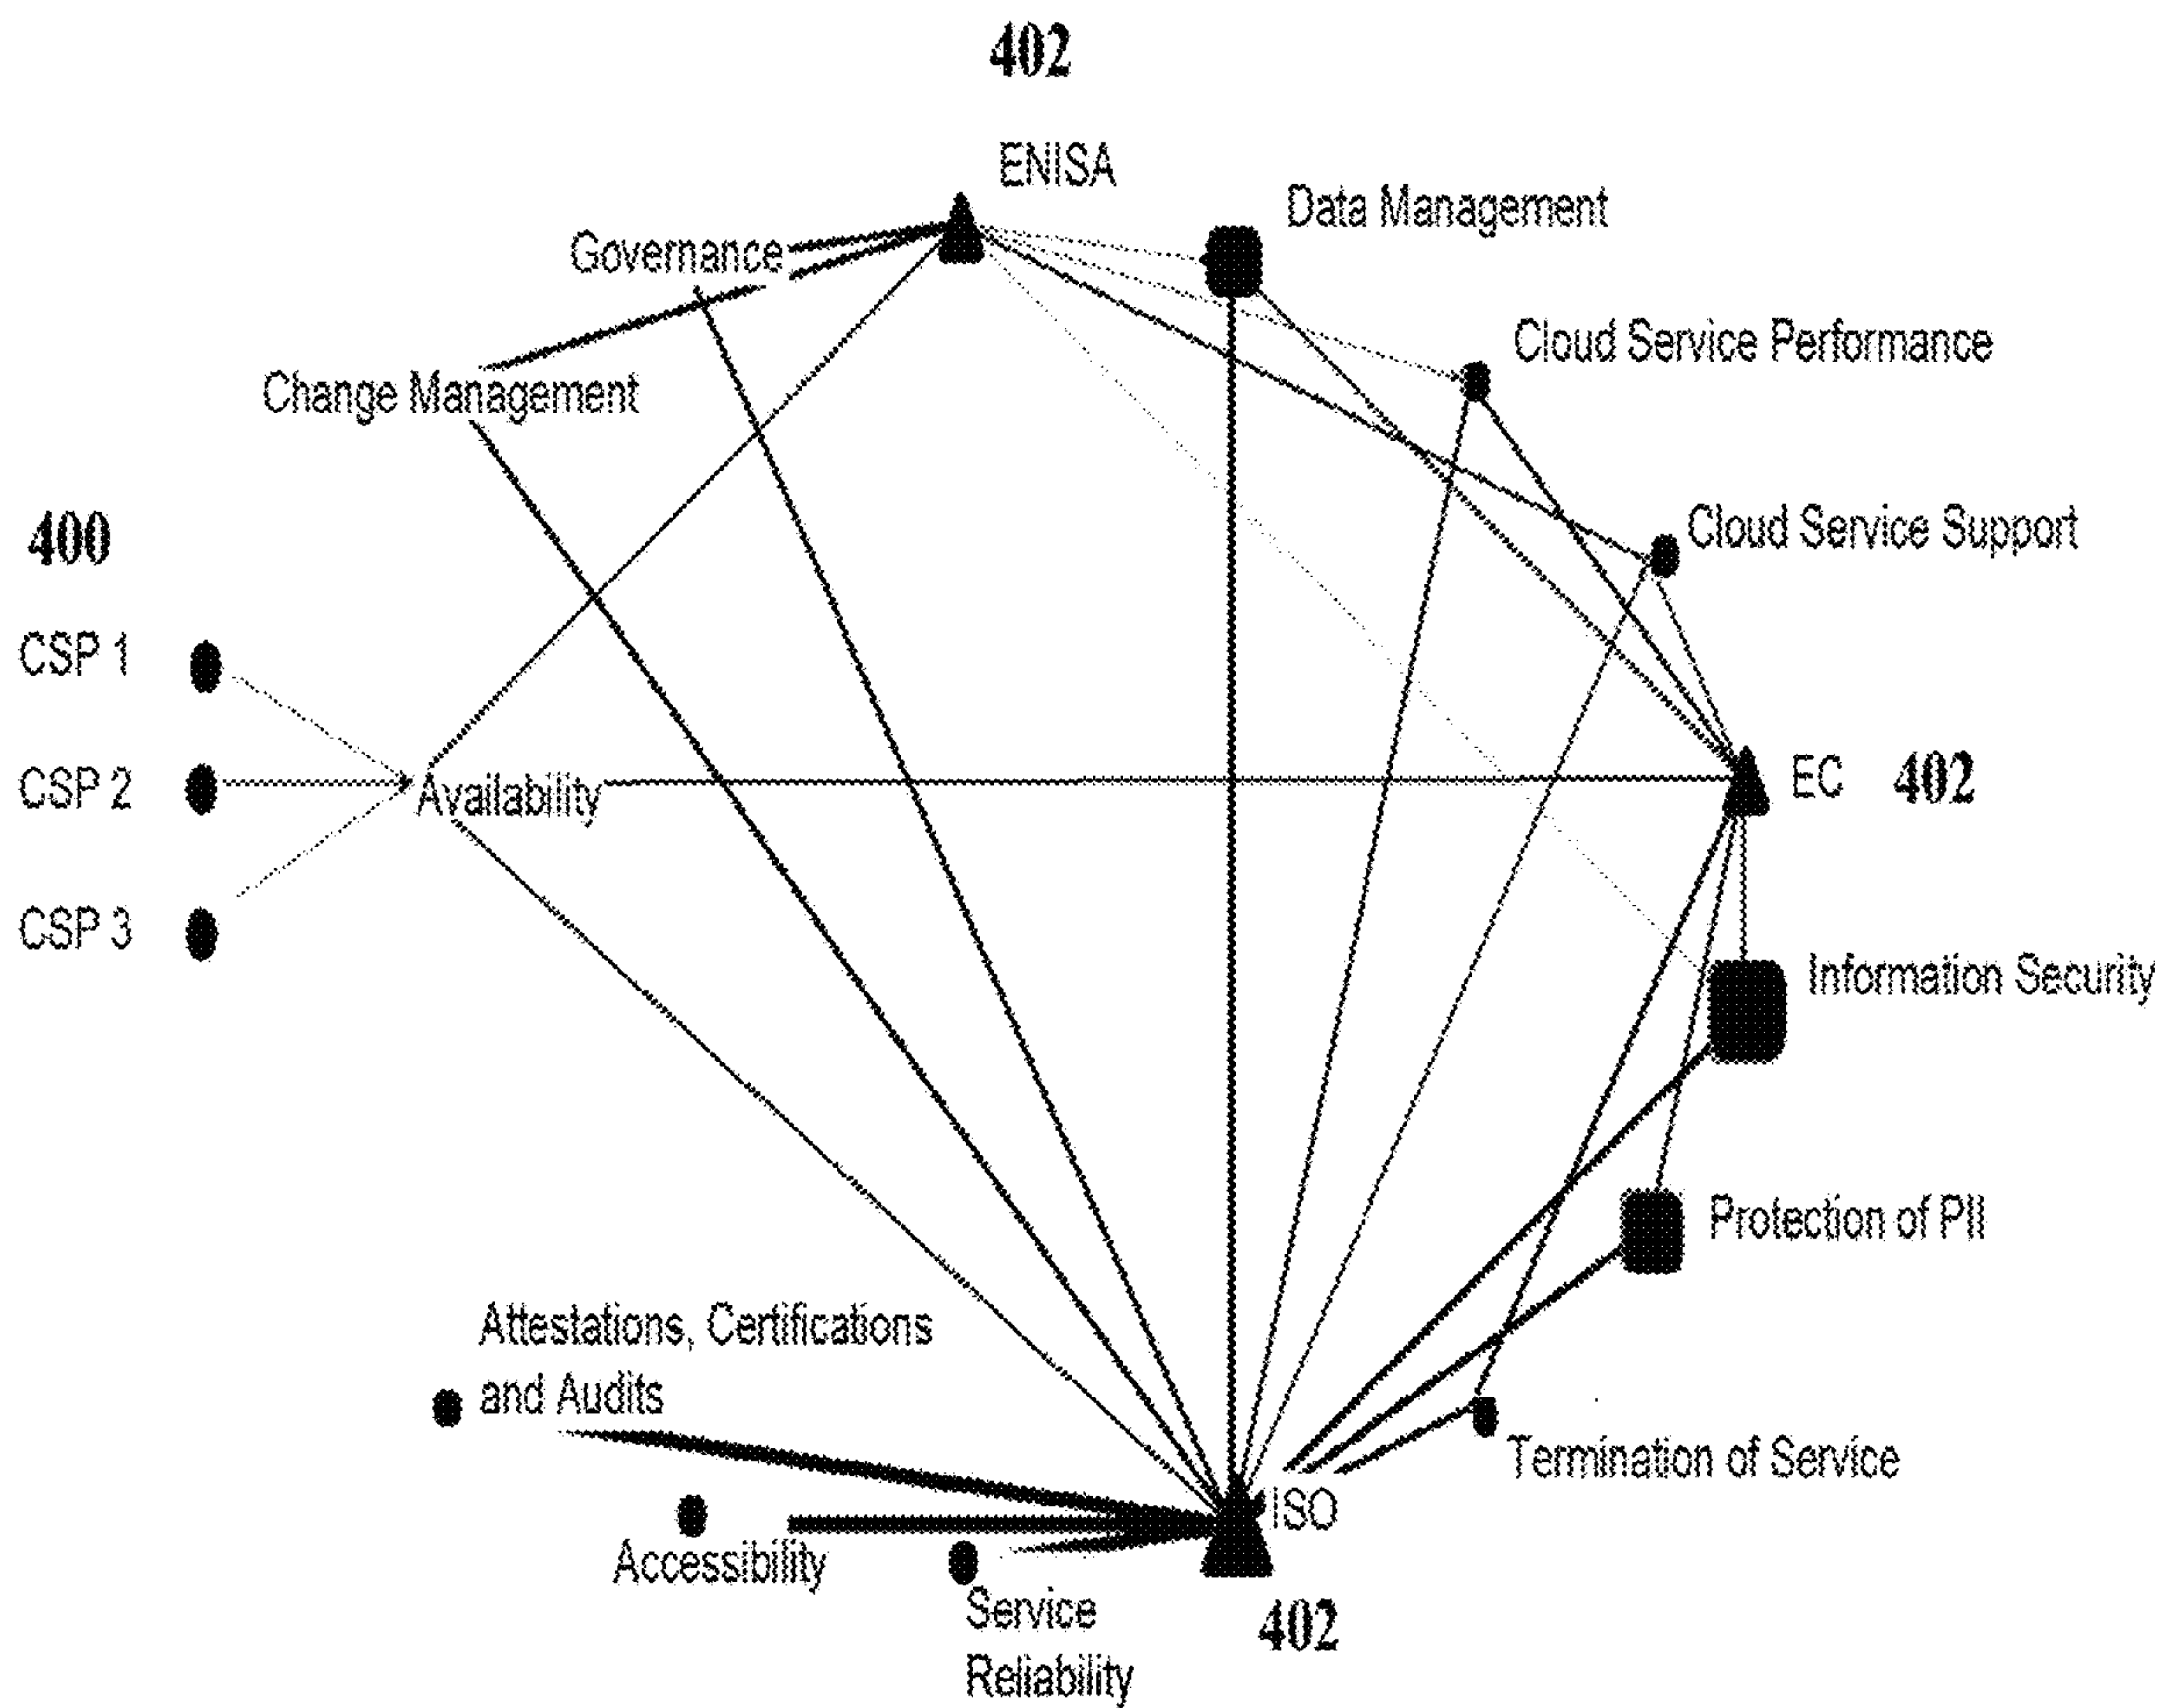 402
ENISA
Data Management
Governance
Cloud Service Performance
Change Management
400
Cloud Service Support
CSP 1
CSP 2
Availability
EC 402
CSP 3
Information Security
Protection of PII
Attestations, Certifications
and Audits
Termination of Service
ISO
Accessibility
Service
Reliability
402